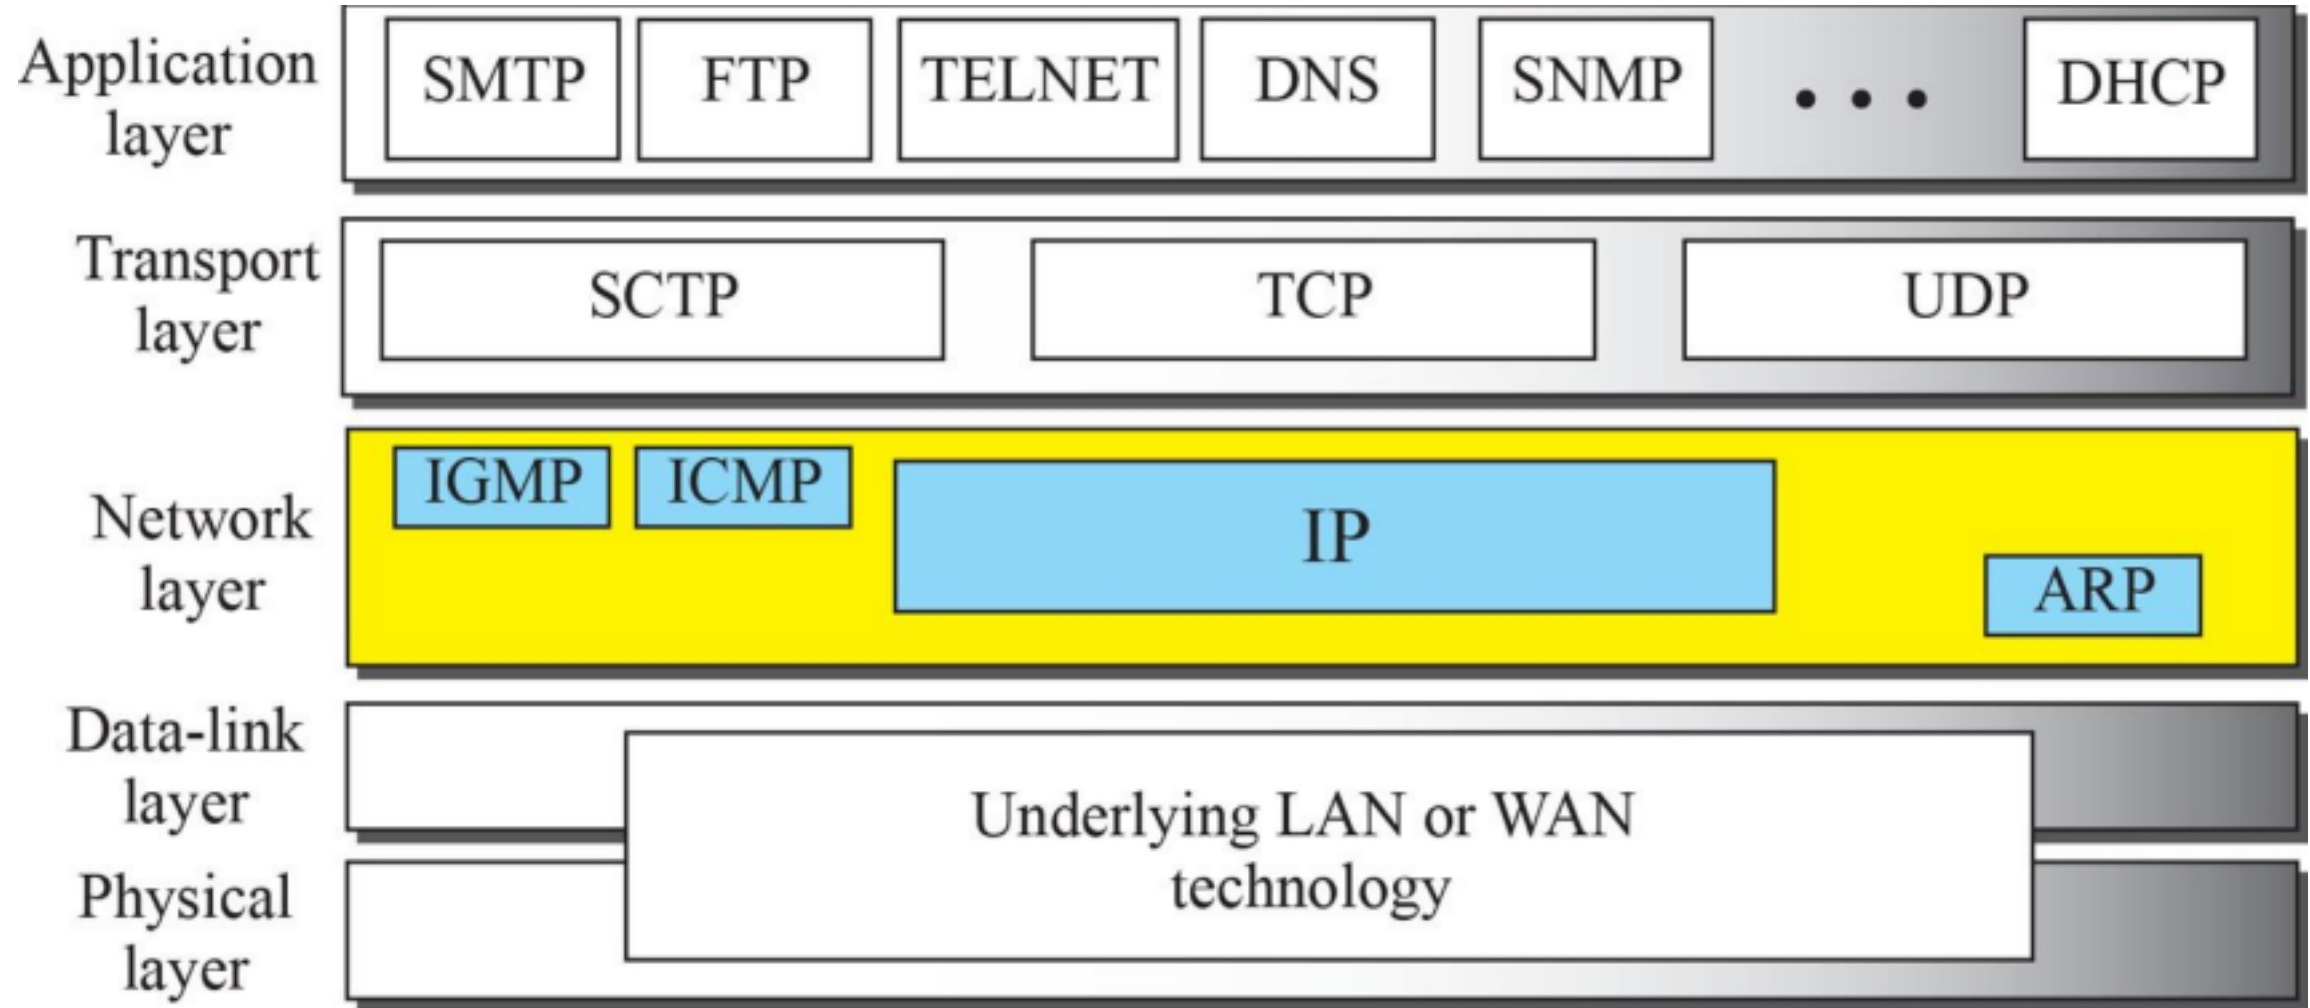 Application
layer
SMTP FTP TELNET DNS SNMP • • • DHCP
Transport
layer
SCTP TCP UDP
Network
layer
IGMP ICMP IP ARP
Data-link
layer
Physical
layer
Underlying LAN or WAN
technology